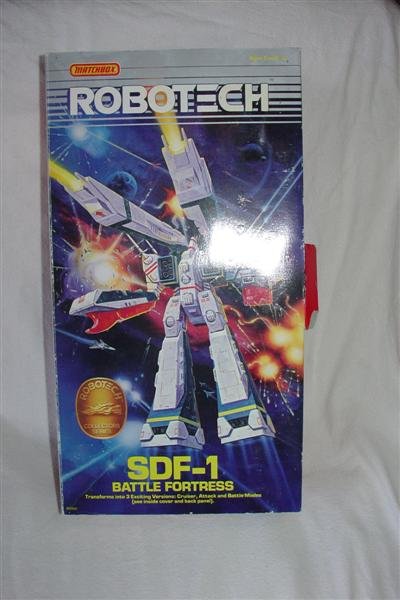 MATCHBOX
ROBOTECH
ROBOTECH
COLLECTORS
SERIES
SDF-1
BATTLE FORTRESS
Transforms into 3 Exciting Versions: Cruiser, Attack and Battle Modes
(see inside cover and back panel).